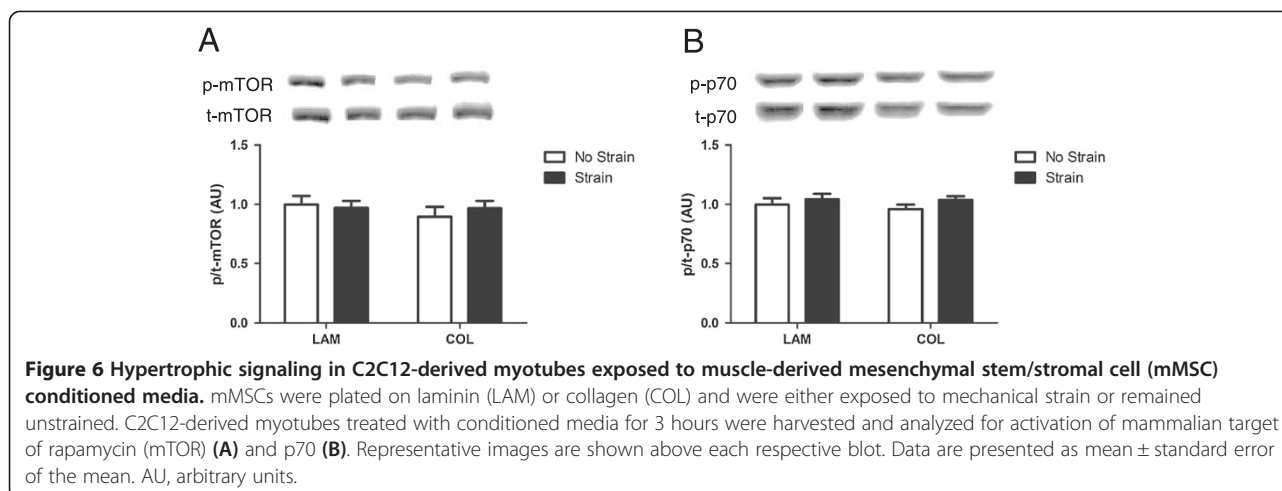 A
p-mTOR
t-mTOR
1.5
1.0
0.5
0.0
p/t-mTOR (AU)
No Strain
Strain
LAM
COL
B
p-p70
t-p70
1.5
1.0
0.5
0.0
p/t-p70 (AU)
No Strain
Strain
LAM
COL
Figure 6 Hypertrophic signaling in C2C12-derived myotubes exposed to muscle-derived mesenchymal stem/stromal cell (mMSC)
conditioned media. mMSCs were plated on laminin (LAM) or collagen (COL) and were either exposed to mechanical strain or remained
unstrained. C2C12-derived myotubes treated with conditioned media for 3 hours were harvested and analyzed for activation of mammalian target
of rapamycin (mTOR) (A) and p70 (B). Representative images are shown above each respective blot. Data are presented as mean ± standard error
of the mean. AU, arbitrary units.